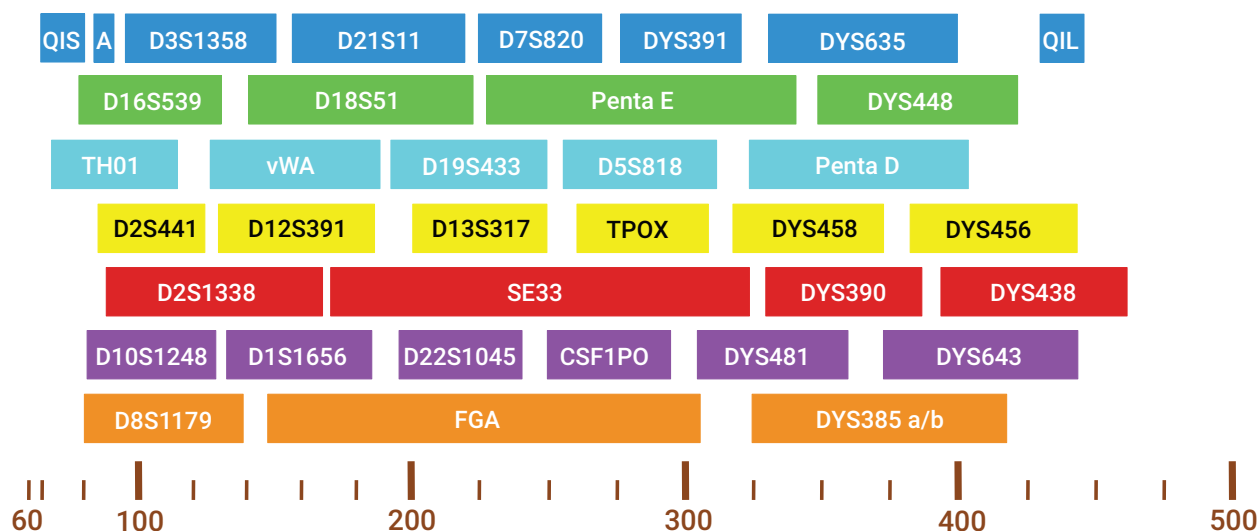 QIS A D3S1358 D21S11 D7S820 DYS391 DYS635 QIL
D16S539 D18S51 Penta E DYS448
TH01 vWA D19S433 D5S818 Penta D
D2S441 D12S391 D13S317 TPOX DYS458 DYS456
D2S1338 SE33 DYS390 DYS438
D10S1248 D1S1656 D22S1045 CSF1PO DYS481 DYS643
D8S1179 FGA DYS385 a/b
60 100 200 300 400 500